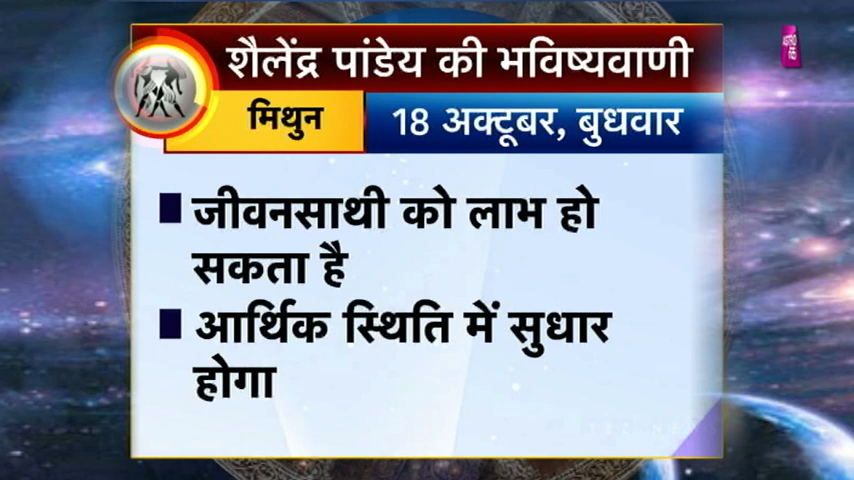 शैलेंद्र पांडेय की भविष्यवाणी
मिथुन
18 अक्टूबर, बुधवार
जीवनसाथी को लाभ हो
सकता है
आर्थिक स्थिति में सुधार
होगा